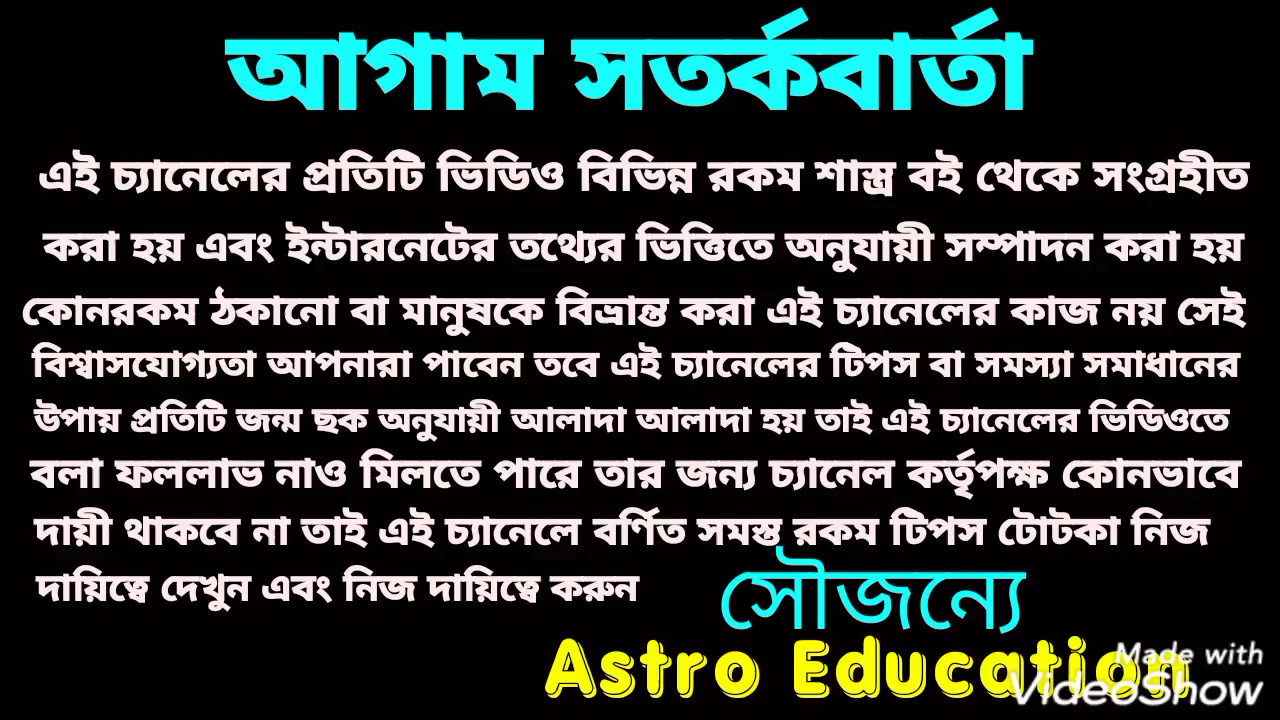 আগাম সতর্কবার্তা
এই চ্যানেলের প্রতিটি ভিডিও বিভিন্ন রকম শাস্ত্র বই থেকে সংগ্রহীত
করা হয় এবং ইন্টারনেটের তথ্যের ভিত্তিতে অনুযায়ী সম্পাদন করা হয়
কোনরকম ঠকানো বা মানুষকে বিভ্রান্ত করা এই চ্যানেলের কাজ নয় সেই
বিশ্বাসযোগ্যতা আপনারা পাবেন তবে এই চ্যানেলের টিপস বা সমস্যা সমাধানের
উপায় প্রতিটি জন্ম ছক অনুযায়ী আলাদা আলাদা হয় তাই এই চ্যানেলের ভিডিওতে
বলা ফললাভ নাও মিলতে পারে তার জন্য চ্যানেল কর্তৃপক্ষ কোনভাবে
দায়ী থাকবে না তাই এই চ্যানেলে বর্ণিত সমস্ত রকম টিপস টোটকা নিজ
দায়িত্বে দেখুন এবং নিজ দায়িত্বে করুন
সৌজন্যে
Astro Education
Made with
VideoShow